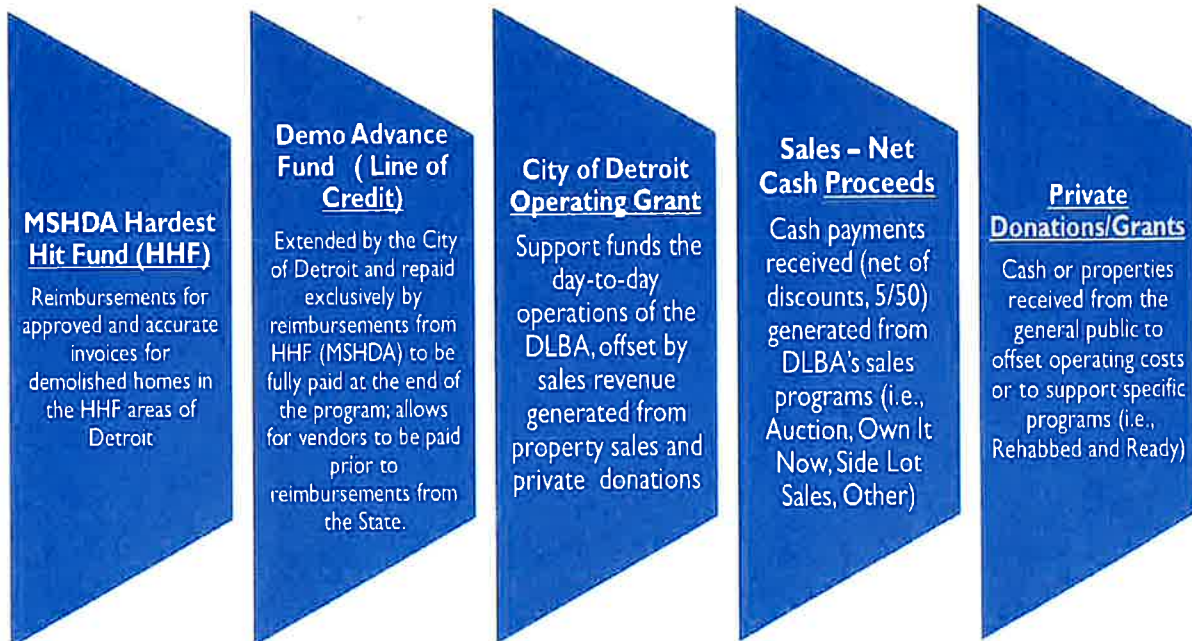 MSHDA Hardest
Hit Fund (HHF)
Reimbursements for
approved and accurate
invoices for
demolished homes in
the HHF areas of
Detroit
Demo Advance
Fund ( Line of
Credit)
Extended by the City
of Detroit and repaid
exclusively by
reimbursements from
HHF (MSHDA) to be
fully paid at the end of
the program; allows
for vendors to be paid
prior to
reimbursements from
the State.
City of Detroit
Operating Grant
Support funds the
day-to-day
operations of the
DLBA, offset by
sales revenue
generated from
property sales and
private donations
Sales – Net
Cash Proceeds
Cash payments
received (net of
discounts, 5/50)
generated from
DLBA's sales
programs (i.e.,
Auction, Own It
Now, Side Lot
Sales, Other)
Private
Donations/Grants
Cash or properties
received from the
general public to
offset operating costs
or to support specific
programs (i.e.,
Rehabbed and Ready)